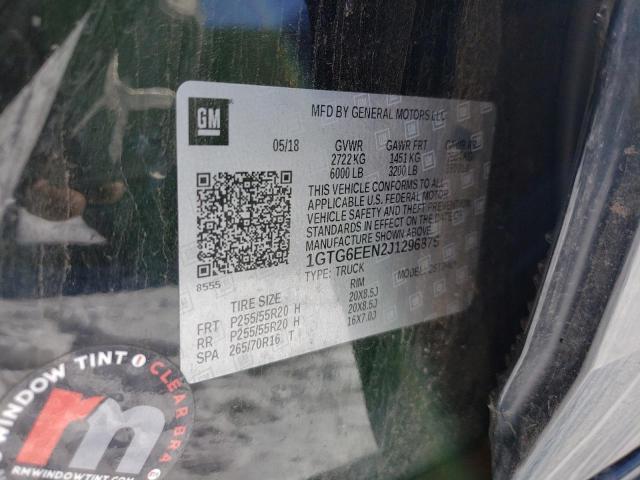 GM
MFD BY GENERAL MOTORS LLC
05/18 GVWR GAWR FRT
2722 KG 1451 KG
6000 LB 3200 LB
THIS VEHICLE CONFORMS TO ALL
APPLICABLE U.S. FEDERAL MOTOR
VEHICLE SAFETY AND THEFT PREVENTION
STANDARDS IN EFFECT ON THE DATE OF
MANUFACTURE SHOWN ABOVE.
1GTG6EEN2J1296875
TYPE: TRUCK MODEL:
8555
TIRE SIZE RIM
FRT P255/55R20 H 20X8.5J
RR P255/55R20 H 20X8.5J
SPA 265/70R16 T 16X7.0J
WINDOW TINT CLEAR BRA
rm
RMWINDOWTINT.COM